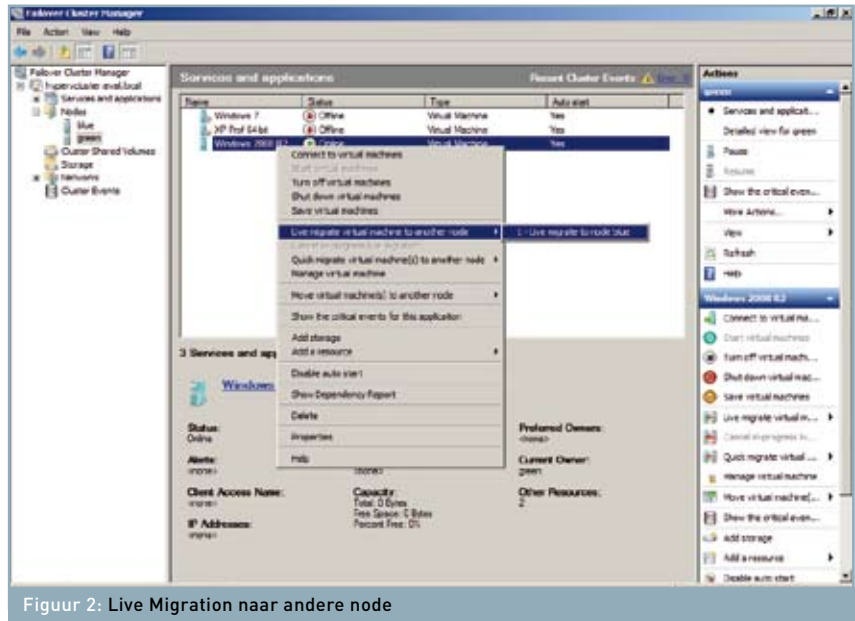 Failover Cluster Manager
File Action View Help
Failover Cluster Manager
hypervcluster.eval.local
Services and applications
Nodes
blue
green
Cluster Shared Volumes
Storage
Networks
Cluster Events
Services and applications
Recent Cluster Events:
Name Status Type Auto start
Windows 7 Offline Virtual Machine Yes
XP Prof 64bit Offline Virtual Machine Yes
Windows 2008 R2 Online Virtual Machine Yes
Connect to virtual machines
Start virtual machines
Turn off virtual machines
Shut down virtual machines
Save virtual machines
Live migrate virtual machine to another node
1 - Live migrate to node blue
Cancel in progress live migration
Quick migrate virtual machine(s) to another node
Manage virtual machine
Move virtual machine(s) to another node
Show the critical events for this application
Add storage
Add a resource
Disable auto start
Show Dependency Report
Delete
Properties
Help
3 Services and app
Windows
Status:
Online
Alerts:
<none>
Client Access Name:
<none>
IP Addresses:
<none>
<none>
Capacity:
Total: 0 Bytes
Free Space: 0 Bytes
Percent Free: 0%
Preferred Owners:
<none>
Current Owner:
green
Other Resources:
2
Actions
green
Services and applicati...
Detailed view for green
Pause
Resume
Show the critical even...
More Actions...
View
Refresh
Help
Windows 2008 R2
Connect to virtual ma...
Start virtual machines
Turn off virtual mach...
Shut down virtual mac...
Save virtual machines
Live migrate virtual m...
Cancel in progress liv...
Quick migrate virtual ...
Manage virtual machine
Move virtual machine(...
Show the critical even...
Add storage
Add a resource
Disable auto start
Figuur 2: Live Migration naar andere node